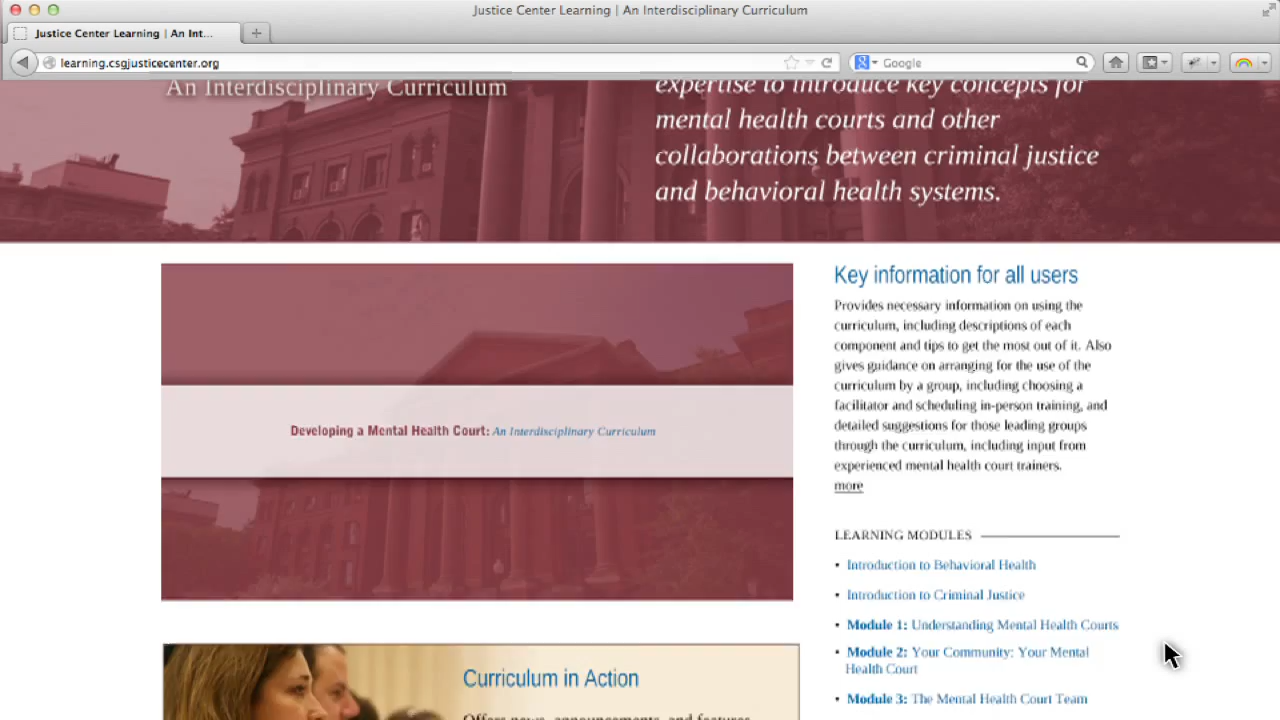 Justice Center Learning | An Interdisciplinary Curriculum
Justice Center Learning | An Int...
learning.csgjusticecenter.org
Google
An Interdisciplinary Curriculum
expertise to introduce key concepts for
mental health courts and other
collaborations between criminal justice
and behavioral health systems.
Developing a Mental Health Court: An Interdisciplinary Curriculum
Key information for all users
Provides necessary information on using the
curriculum, including descriptions of each
component and tips to get the most out of it. Also
gives guidance on arranging for the use of the
curriculum by a group, including choosing a
facilitator and scheduling in-person training, and
detailed suggestions for those leading groups
through the curriculum, including input from
experienced mental health court trainers.
more
LEARNING MODULES
• Introduction to Behavioral Health
• Introduction to Criminal Justice
• Module 1: Understanding Mental Health Courts
• Module 2: Your Community: Your Mental
Health Court
• Module 3: The Mental Health Court Team
Curriculum in Action
Offers news, announcements, and features